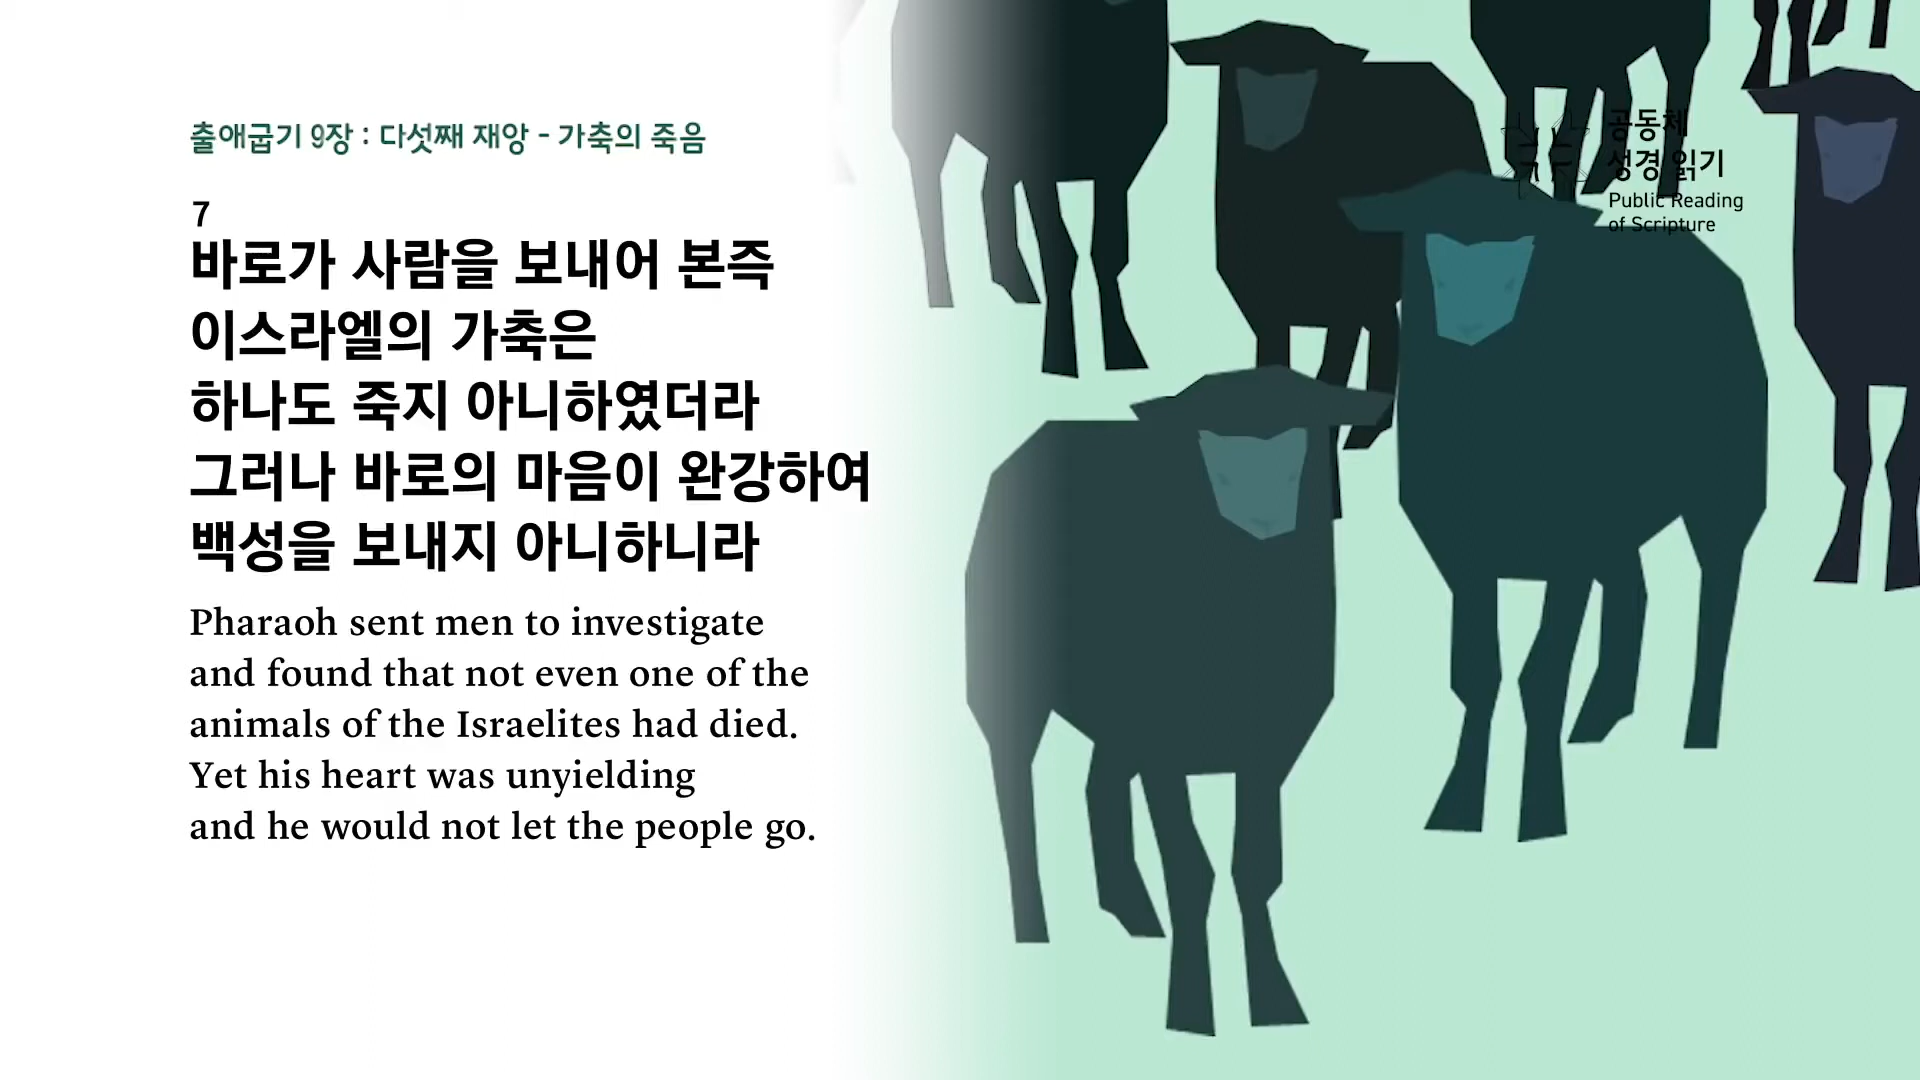 출애굽기 9장 : 다섯째 재앙 - 가축의 죽음
7
바로가 사람을 보내어 본즉
이스라엘의 가축은
하나도 죽지 아니하였더라
그러나 바로의 마음이 완강하여
백성을 보내지 아니하니라
Pharaoh sent men to investigate
and found that not even one of the
animals of the Israelites had died.
Yet his heart was unyielding
and he would not let the people go.
공동체
성경 읽기
Public Reading
of Scripture